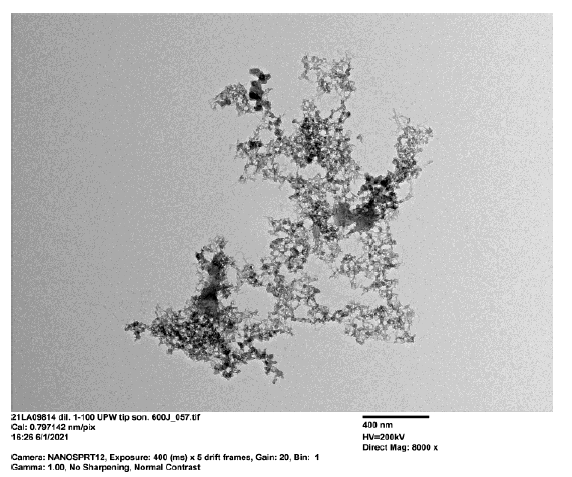 21LA09814 dil. 1-100 UPW tip son. 600J_057.tif
Cal: 0.797142 nm/pix
16:26 6/1/2021
Camera: NANOSPRT12, Exposure: 400 (ms) x 5 drift frames, Gain: 20, Bin: 1
Gamma: 1.00, No Sharpening, Normal Contrast
400 nm
HV=200kV
Direct Mag: 8000 x